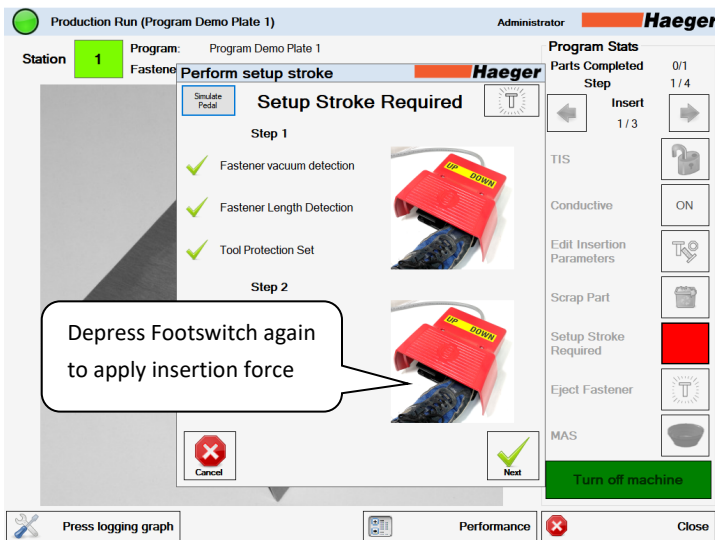 Production Run (Program Demo Plate 1)
Administrator
Haeger
Station
1
Program:
Program Demo Plate 1
Fastene
Perform setup stroke
Haeger
Simulate
Pedal
Setup Stroke Required
Step 1
Fastener vacuum detection
Fastener Length Detection
Tool Protection Set
UP DOWN
Step 2
UP DOWN
Depress Footswitch again
to apply insertion force
Cancel
Next
Program Stats
Parts Completed 0/1
Step 1/4
Insert
1/3
TIS
Conductive
ON
Edit Insertion
Parameters
Scrap Part
Setup Stroke
Required
Eject Fastener
MAS
Turn off machine
Press logging graph
Performance
Close